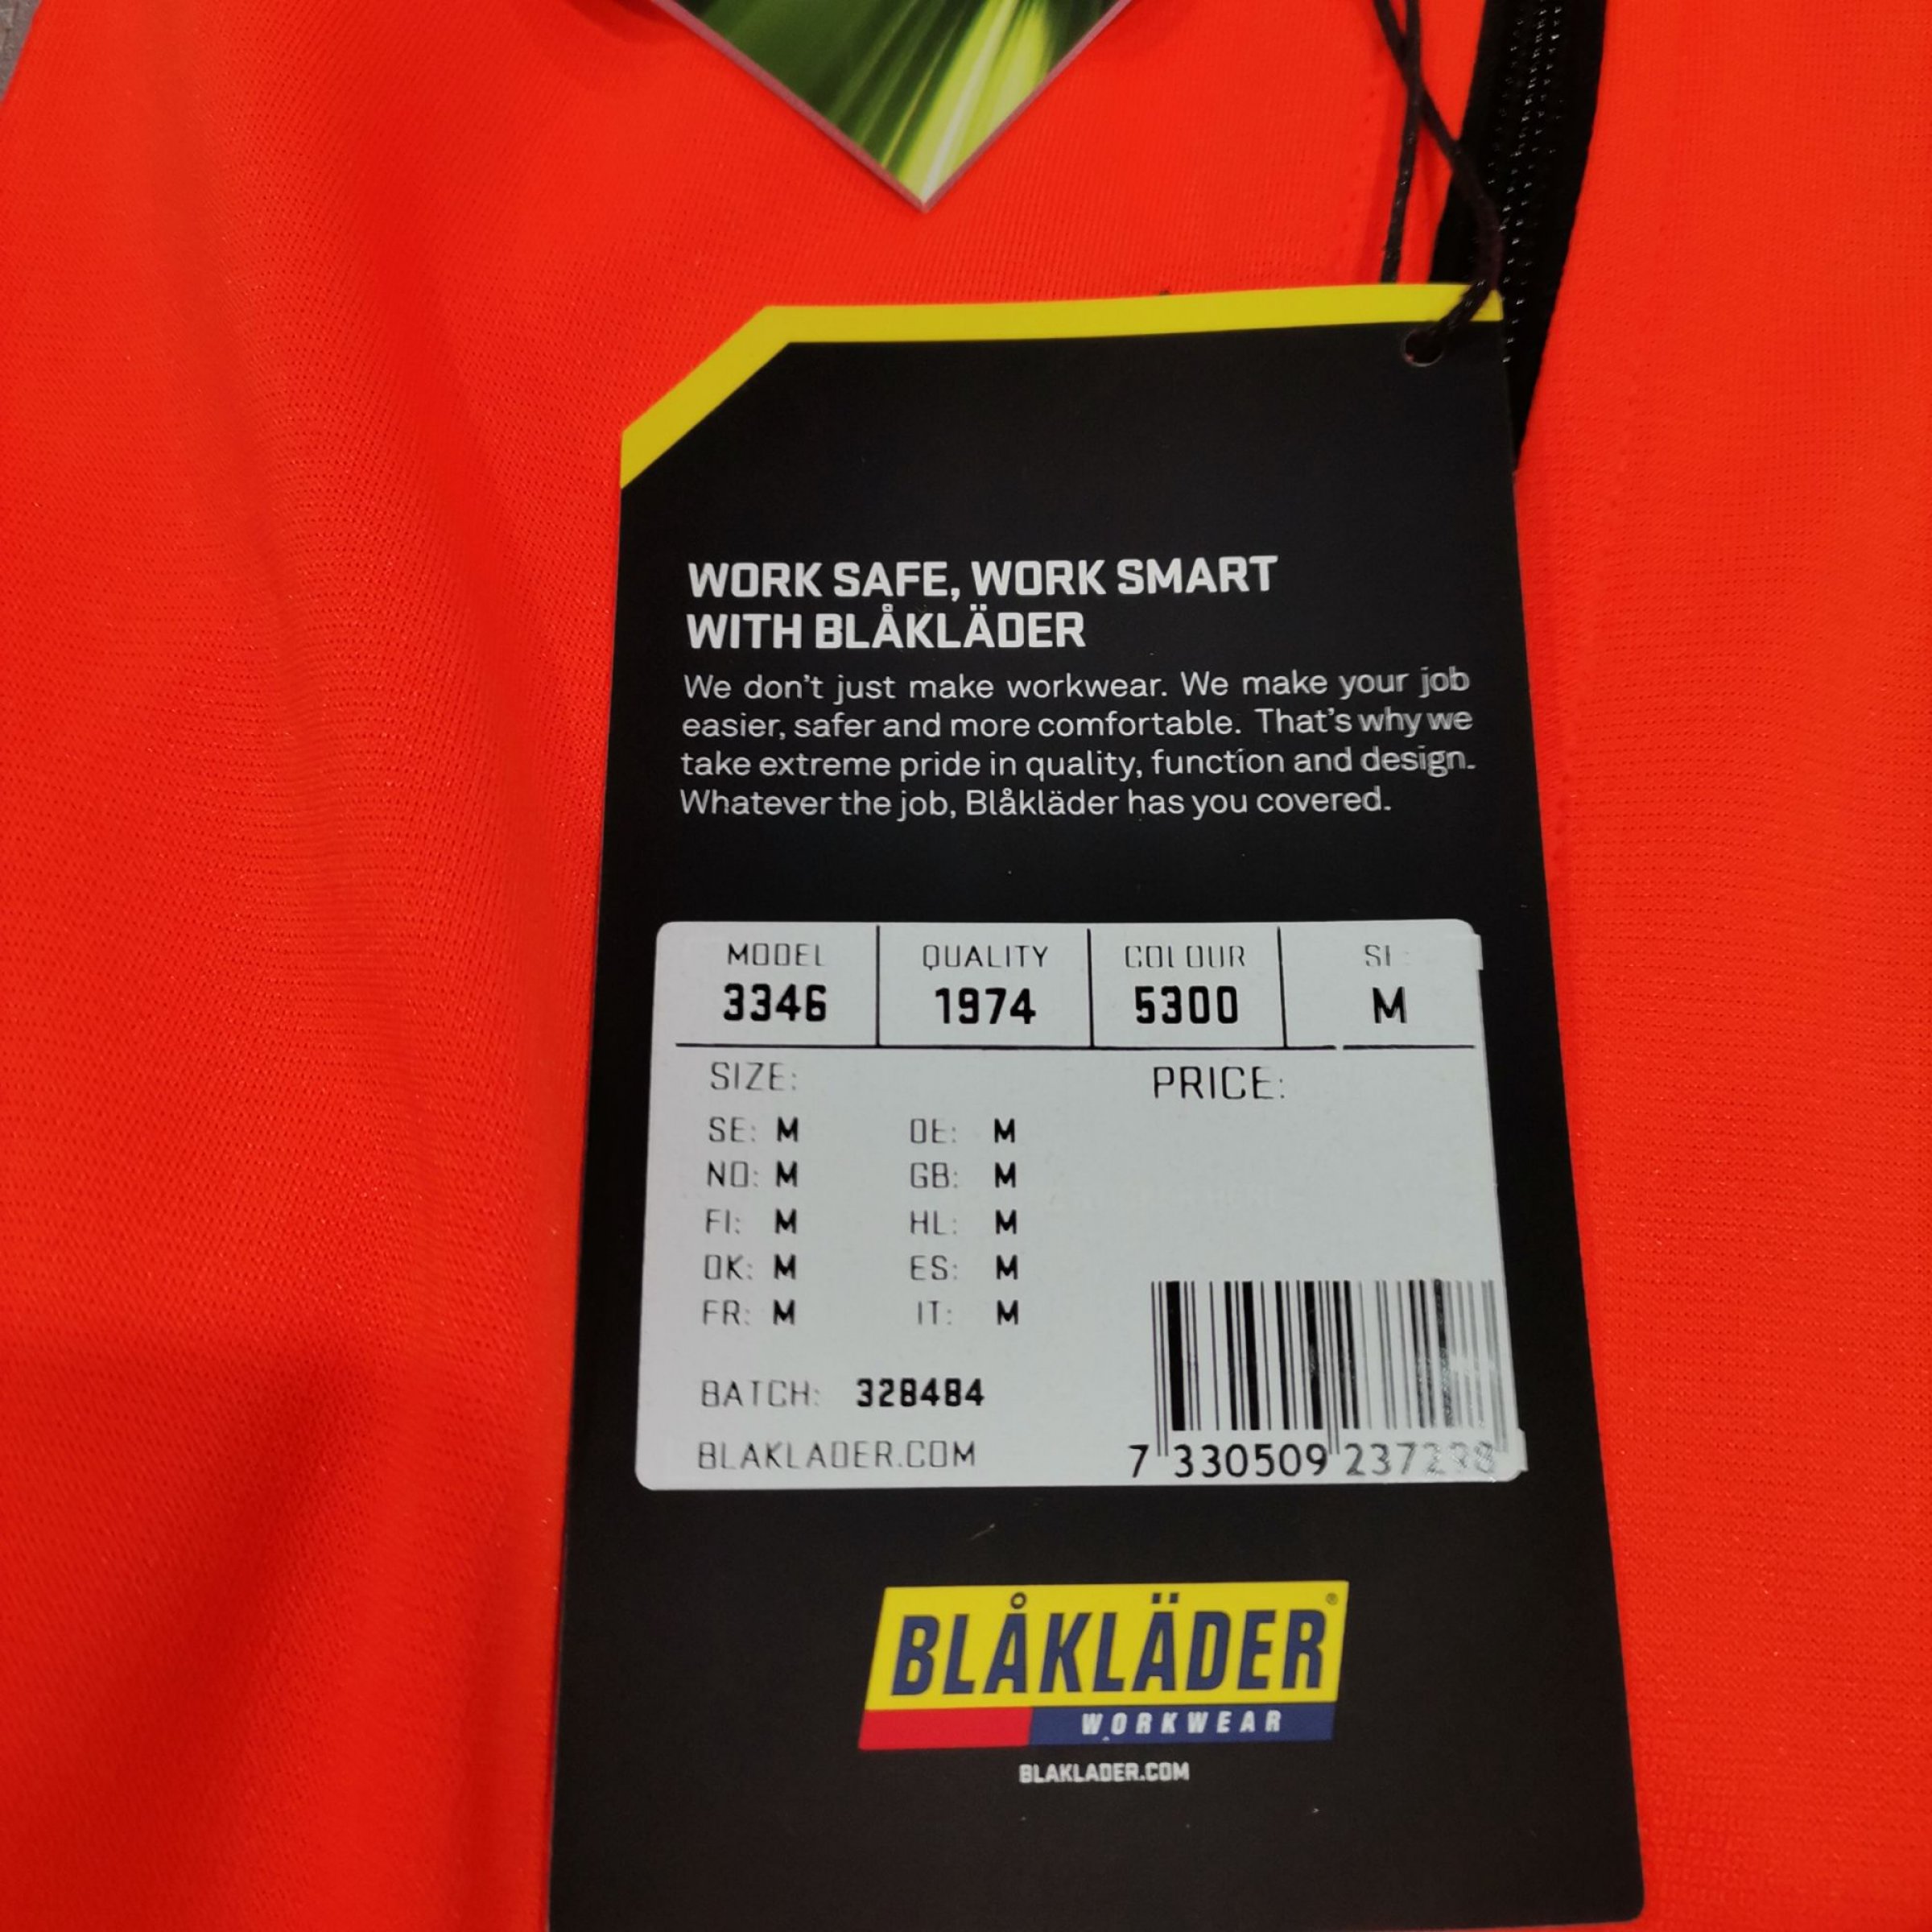 WORK SAFE, WORK SMART
WITH BLÅKLÄDER
We don't just make workwear. We make your job
easier, safer and more comfortable. That's why we
take extreme pride in quality, function and design.
Whatever the job, Blåkläder has you covered.
MODEL QUALITY COLOUR
3346 1974 5300 M
SIZE: PRICE:
SE: M DE: M
NO: M GB: M
FI: M HL: M
DK: M ES: M
FR: M IT: M
BATCH: 328484
BLAKLADER.COM 7 330509
BLÅKLÄDER®
WORKWEAR
BLAKLADER.COM